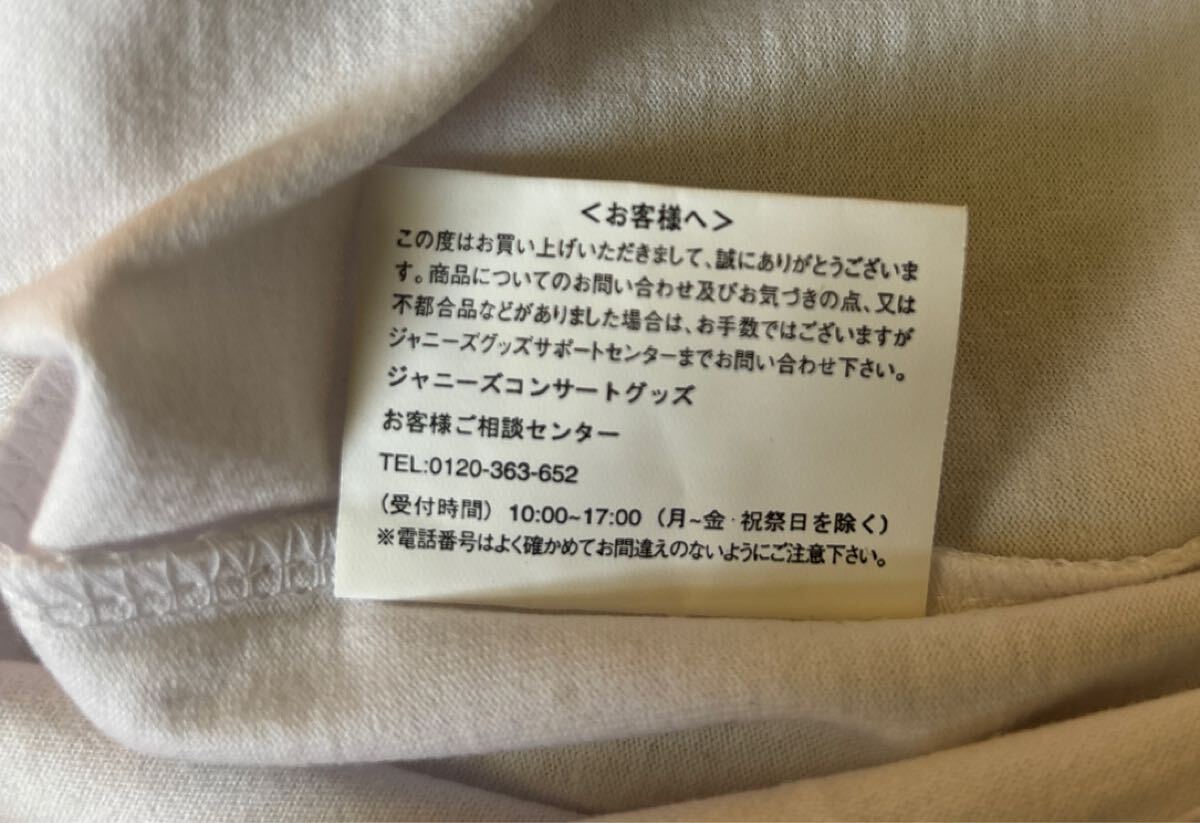 ＜お客様へ＞
この度はお買い上げいただきまして、誠にありがとうございま
す。商品についてのお問い合わせ及びお気づきの点、又は
不都合品などがありました場合は、お手数ではございますが
ジャニーズグッズサポートセンターまでお問い合わせ下さい。
ジャニーズコンサートグッズ
お客様ご相談センター
TEL:0120-363-652
（受付時間）10:00~17:00（月~金・祝祭日を除く）
※電話番号はよく確かめてお間違えのないようにご注意下さい。